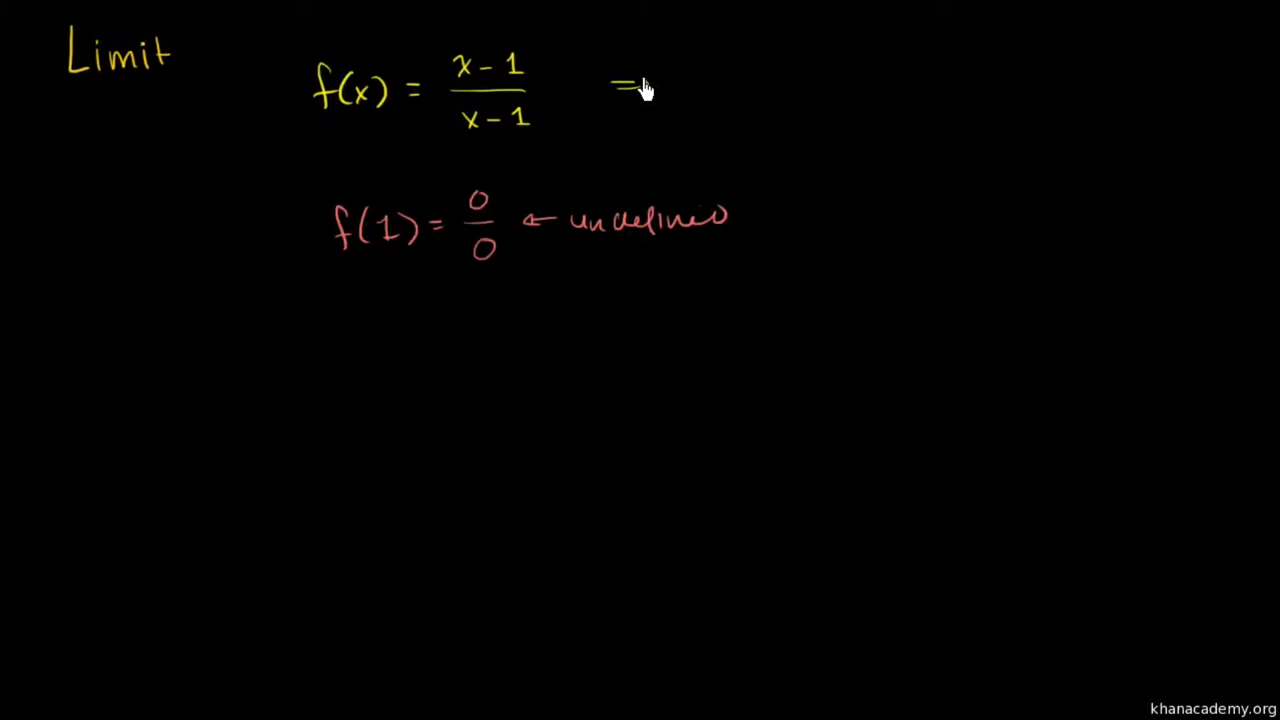 Limit
f(x) = x - 1 / x - 1 =
f(1) = 0 / 0 ← undefined
khanacademy.org